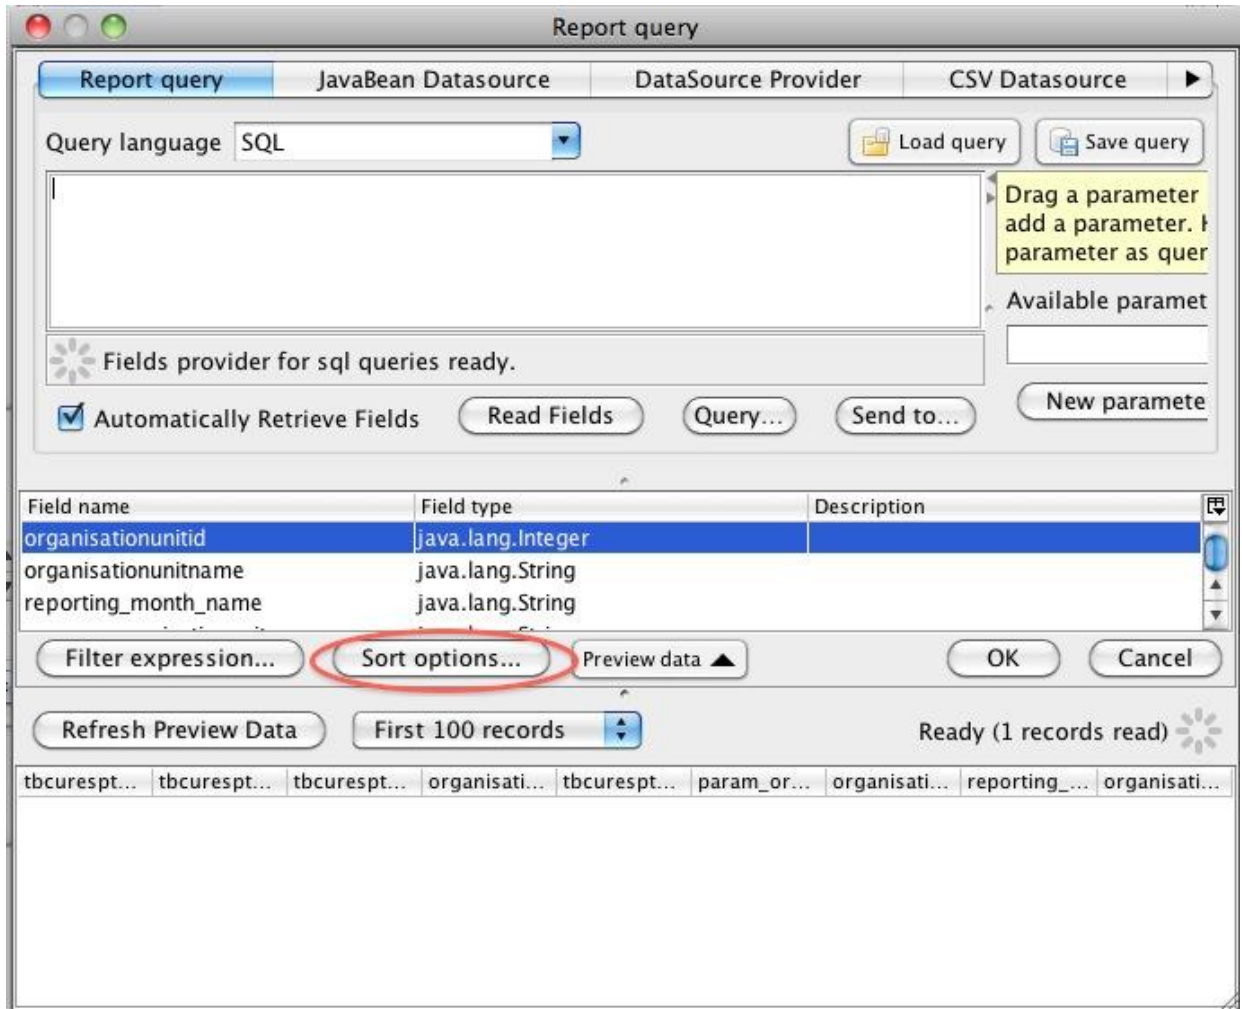 Report query
Report query JavaBean Datasource DataSource Provider CSV Datasource
Query language SQL Load query Save query
Drag a parameter
add a parameter.
parameter as quer
Available paramet
Fields provider for sql queries ready.
Automatically Retrieve Fields Read Fields Query... Send to... New paramete
Field name Field type Description
organisationunitid java.lang.Integer
organisationunitname java.lang.String
reporting_month_name java.lang.String
Filter expression... Sort options... Preview data OK Cancel
Refresh Preview Data First 100 records Ready (1 records read)
tbcurespt... tbcurespt... tbcurespt... organisati... tbcurespt... param_or... organisati... reporting_... organisati...